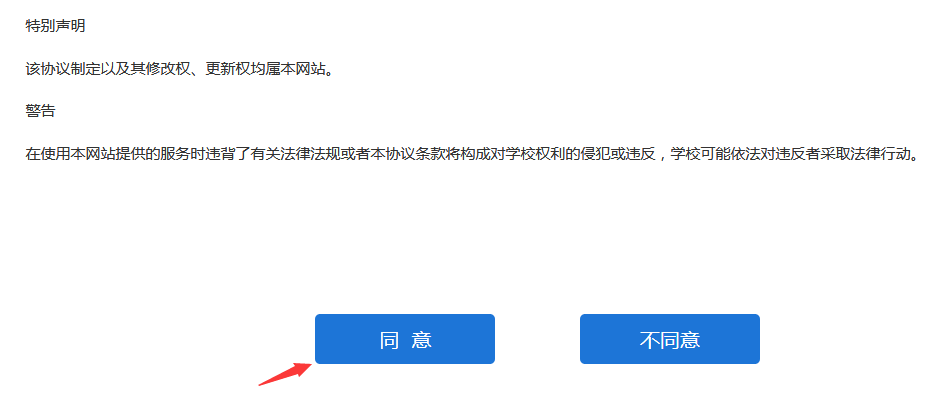 特别声明
该协议制定以及其修改权、更新权均属本网站。
警告
在使用本网站提供的服务时违背了有关法律法规或者本协议条款将构成对学校权利的侵犯或违反，学校可能依法对违反者采取法律行动。
同 意
不同意